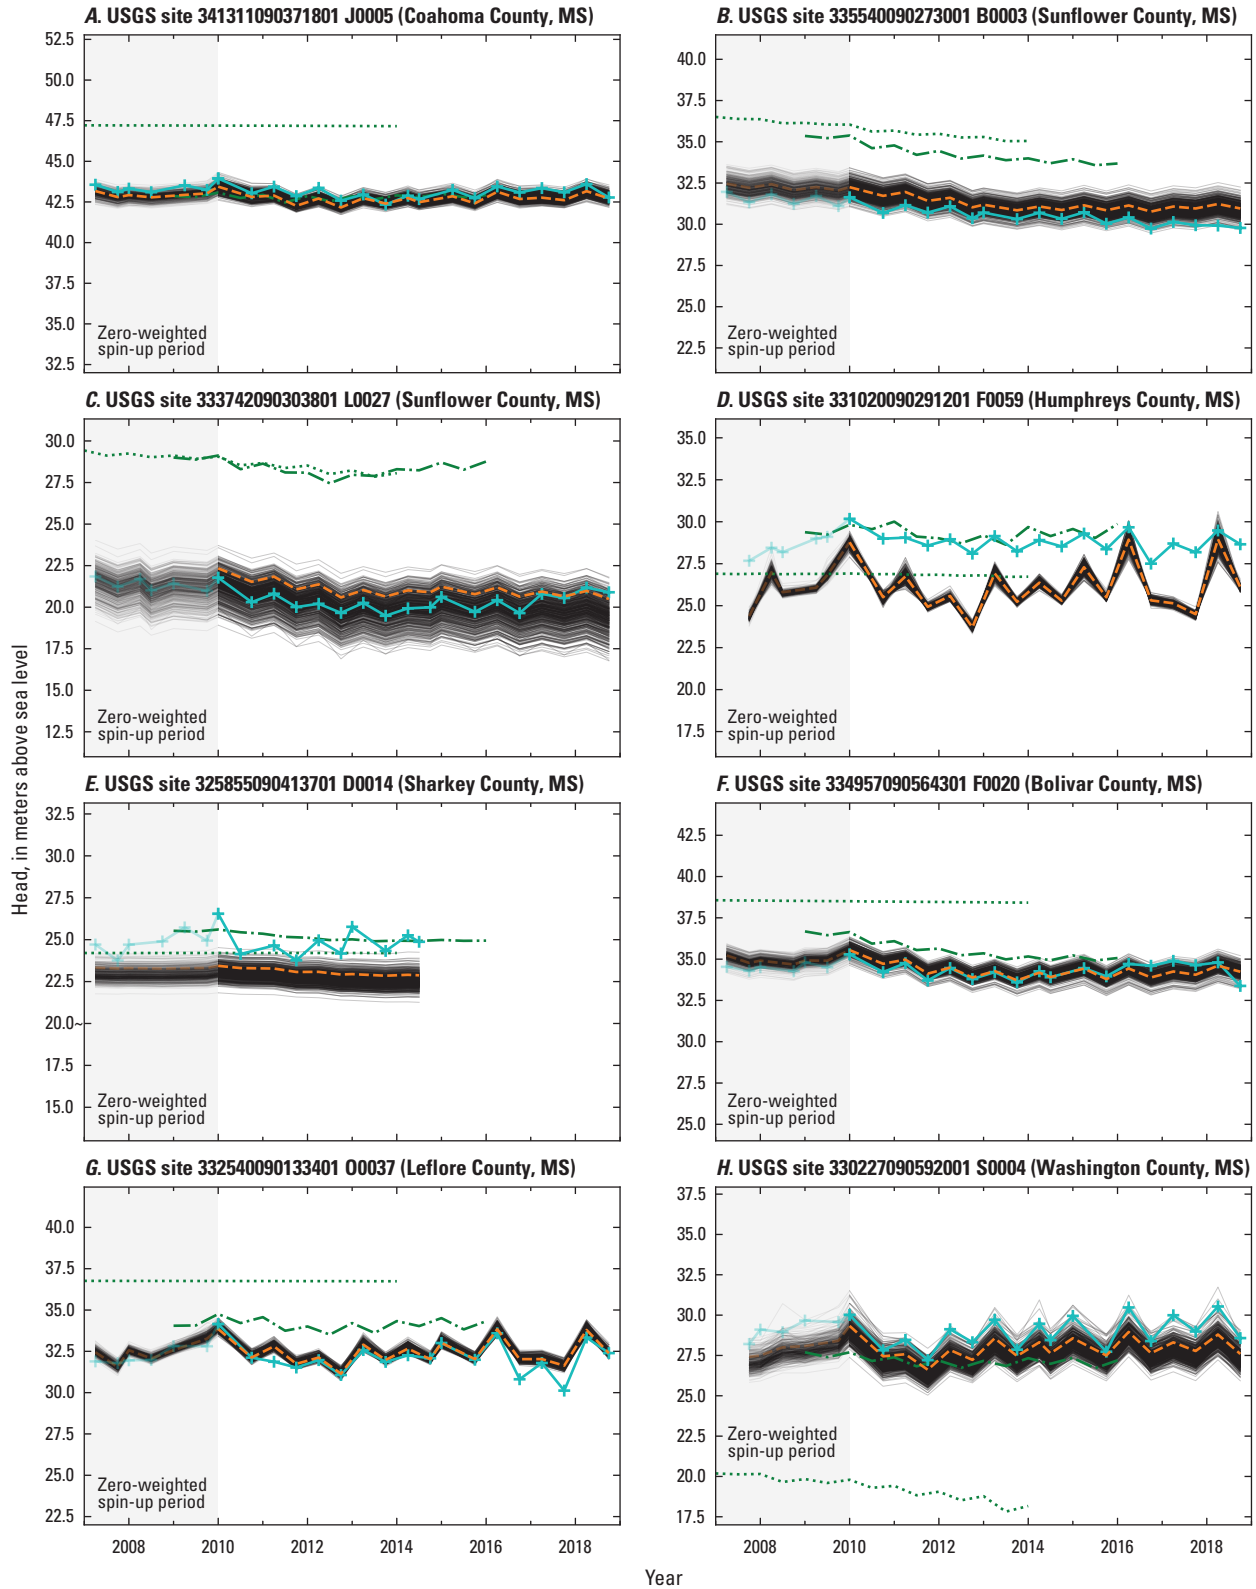 A. USGS site 341311090371801 J0005 (Coahoma County, MS)
52.5
50.0
47.5
45.0
42.5
40.0
37.5
35.0
32.5
Zero-weighted
spin-up period
B. USGS site 335540090273001 B0003 (Sunflower County, MS)
40.0
37.5
35.0
32.5
30.0
27.5
25.0
22.5
Zero-weighted
spin-up period
C. USGS site 333742090303801 L0027 (Sunflower County, MS)
30.0
27.5
25.0
22.5
20.0
17.5
15.0
12.5
Zero-weighted
spin-up period
D. USGS site 331020090291201 F0059 (Humphreys County, MS)
35.0
32.5
30.0
27.5
25.0
22.5
20.0
17.5
Zero-weighted
spin-up period
Head, in meters above sea level
E. USGS site 325855090413701 D0014 (Sharkey County, MS)
32.5
30.0
27.5
25.0
22.5
20.0~
17.5
15.0
Zero-weighted
spin-up period
F. USGS site 334957090564301 F0020 (Bolivar County, MS)
42.5
40.0
37.5
35.0
32.5
30.0
27.5
25.0
Zero-weighted
spin-up period
G. USGS site 332540090133401 O0037 (Leflore County, MS)
40.0
37.5
35.0
32.5
30.0
27.5
25.0
22.5
Zero-weighted
spin-up period
2008 2010 2012 2014 2016 2018
H. USGS site 330227090592001 S0004 (Washington County, MS)
37.5
35.0
32.5
30.0
27.5
25.0
22.5
20.0
17.5
Zero-weighted
spin-up period
2008 2010 2012 2014 2016 2018
Year